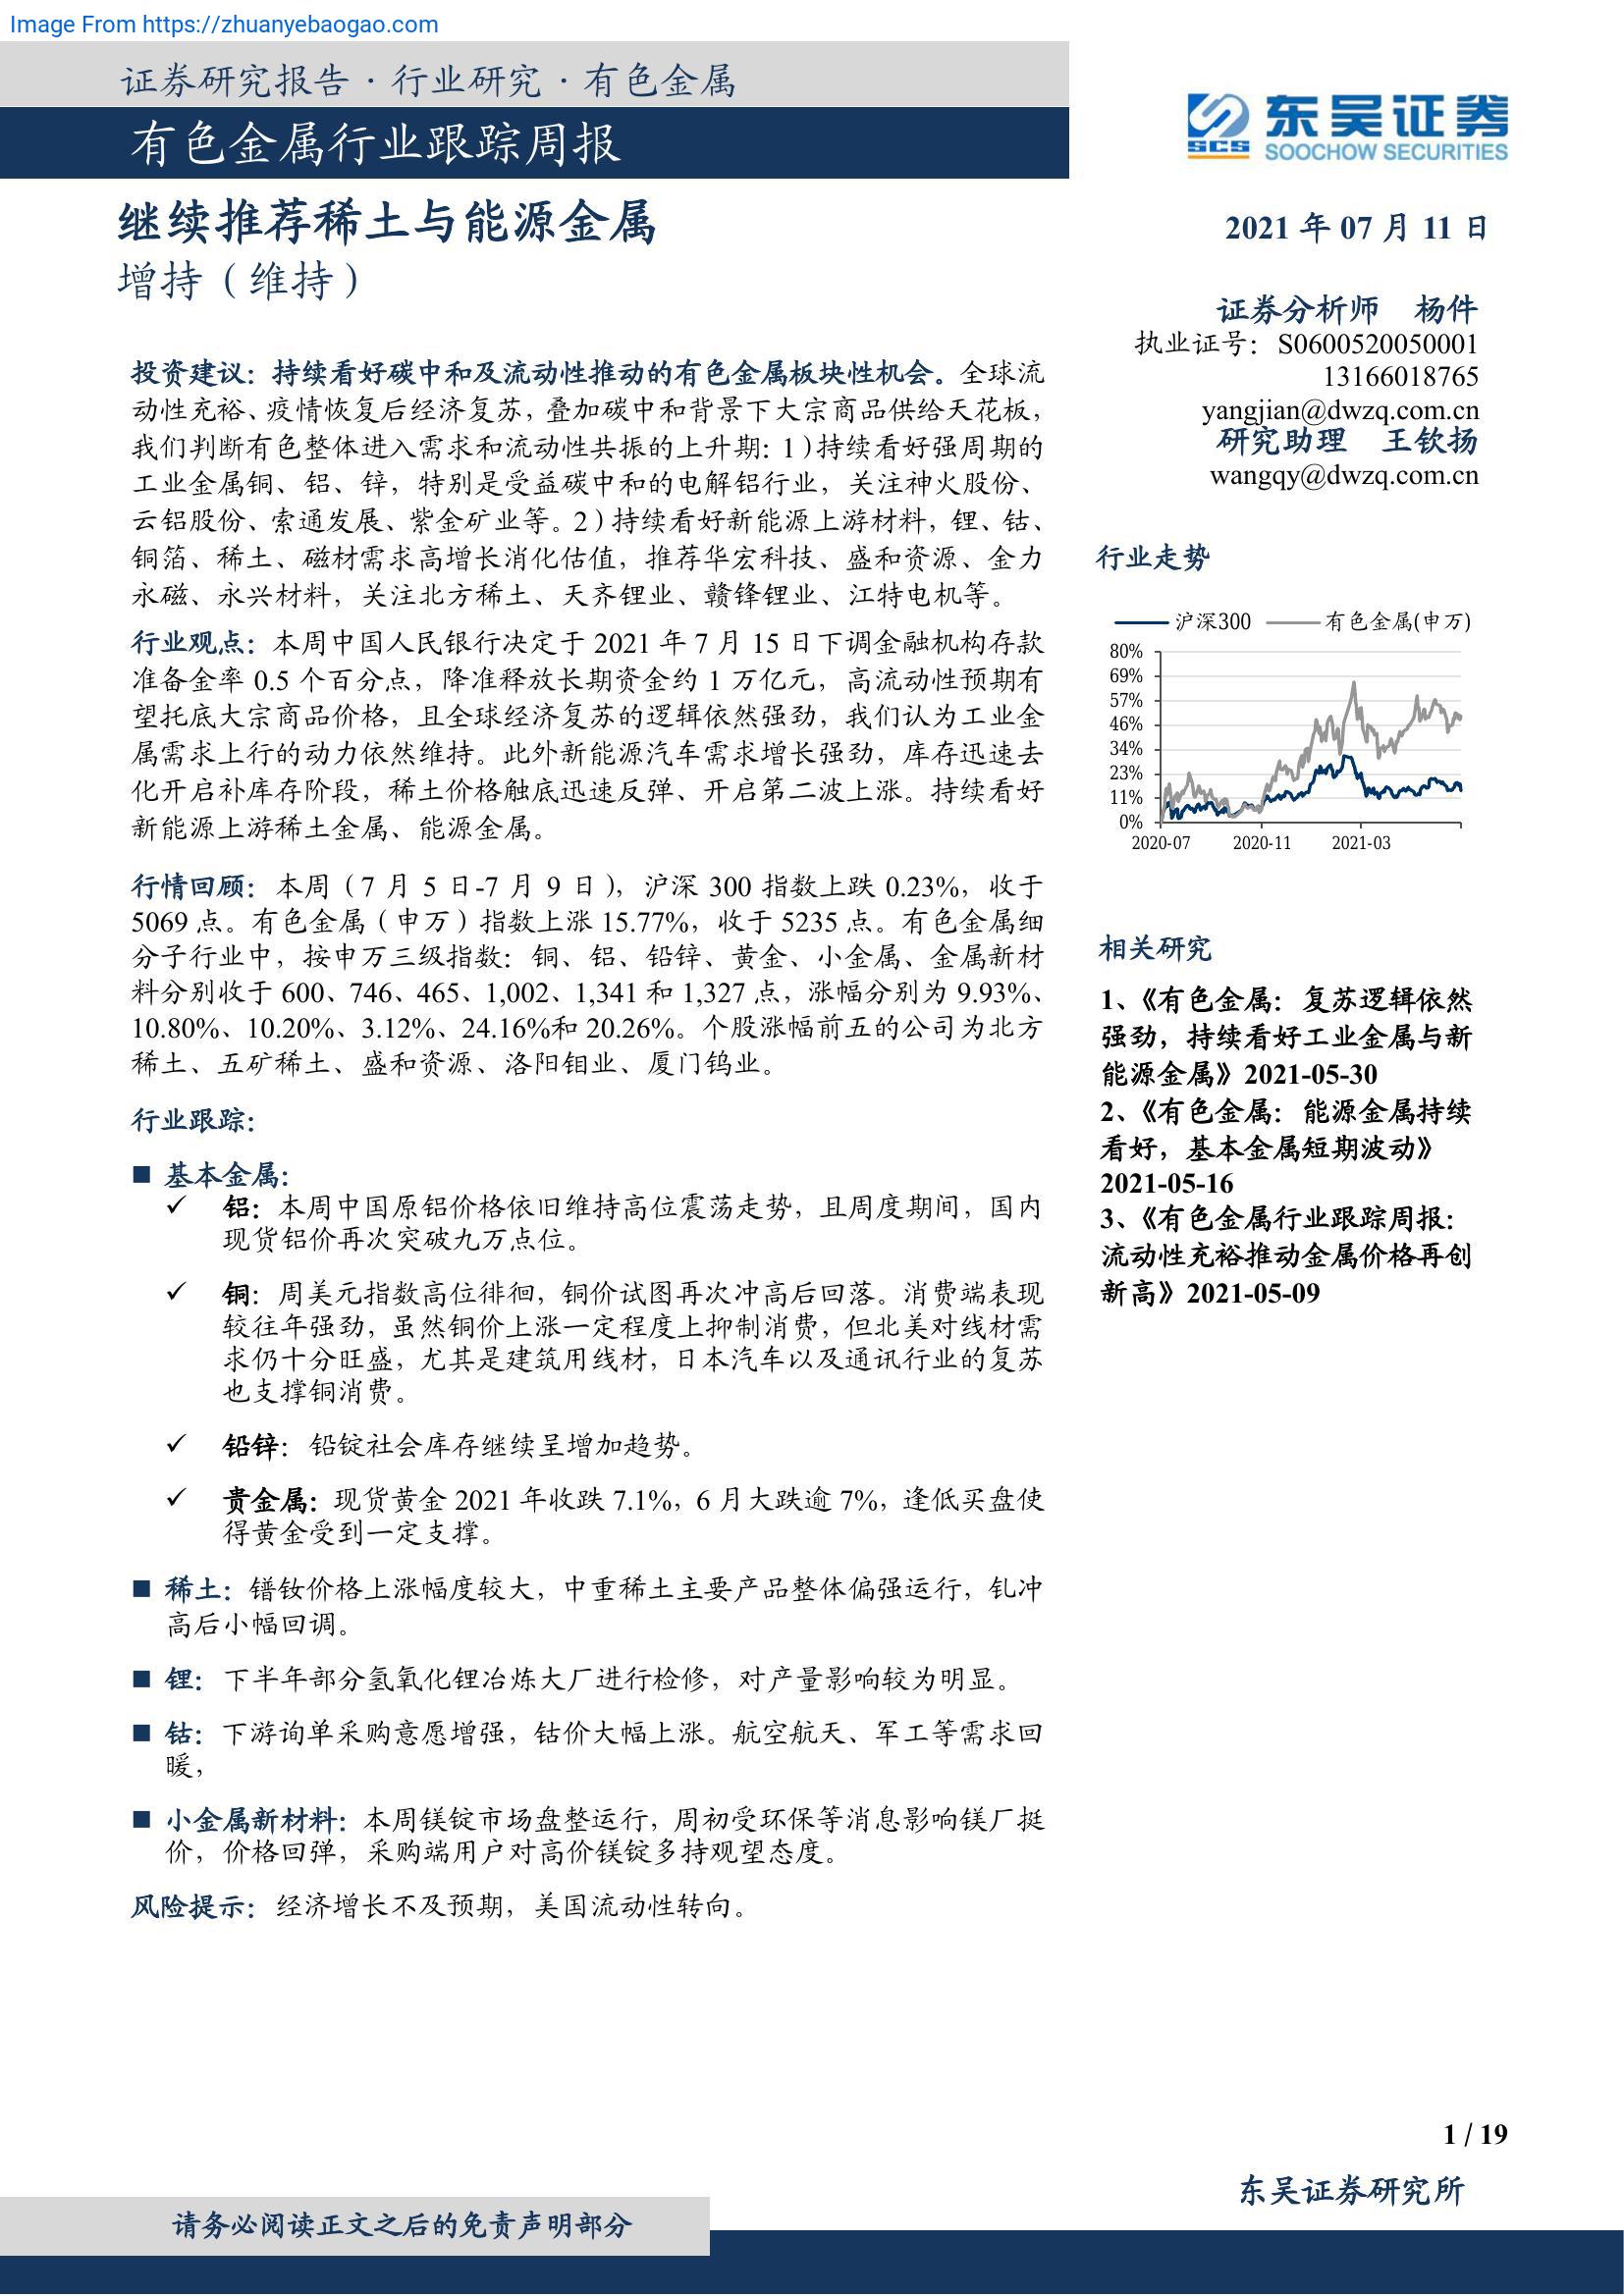 Image From https://zhuanyebaogao.com
证券研究报告·行业研究·有色金属
有色金属行业跟踪周报
东吴证券
SCS
SOOCHOW SECURITIES
继续推荐稀土与能源金属
增持（维持）
2021 年 07 月 11 日
证券分析师 杨件
执业证号：S0600520050001
13166018765
yangjian@dwzq.com.cn
研究助理 王钦扬
wangqy@dwzq.com.cn
投资建议：持续看好碳中和及流动性推动的有色金属板块性机会。全球流
动性充裕、疫情恢复后经济复苏，叠加碳中和背景下大宗商品供给天花板，
我们判断有色整体进入需求和流动性共振的上升期：1）持续看好强周期的
工业金属铜、铝、锌，特别是受益碳中和的电解铝行业，关注神火股份、
云铝股份、索通发展、紫金矿业等。2）持续看好新能源上游材料，锂、钴、
铜箔、稀土、磁材需求高增长消化估值，推荐华宏科技、盛和资源、金力
永磁、永兴材料，关注北方稀土、天齐锂业、赣锋锂业、江特电机等。
行业观点：本周中国人民银行决定于 2021 年 7 月 15 日下调金融机构存款
准备金率 0.5 个百分点，降准释放长期资金约 1 万亿元，高流动性预期有
望托底大宗商品价格，且全球经济复苏的逻辑依然强劲，我们认为工业金
属需求上行的动力依然维持。此外新能源汽车需求增长强劲，库存迅速去
化开启补库存阶段，稀土价格触底迅速反弹、开启第二波上涨。持续看好
新能源上游稀土金属、能源金属。
行情回顾：本周（7 月 5 日-7 月 9 日），沪深 300 指数上跌 0.23%，收于
5069 点。有色金属（申万）指数上涨 15.77%，收于 5235 点。有色金属细
分子行业中，按申万三级指数：铜、铝、铅锌、黄金、小金属、金属新材
料分别收于 600、746、465、1,002、1,341 和 1,327 点，涨幅分别为 9.93%、
10.80%、10.20%、3.12%、24.16%和 20.26%。个股涨幅前五的公司为北方
稀土、五矿稀土、盛和资源、洛阳钼业、厦门钨业。
行业跟踪：
■ 基本金属：
✓ 铝：本周中国原铝价格依旧维持高位震荡走势，且周度期间，国内
现货铝价再次突破九万点位。
✓ 铜：周美元指数高位徘徊，铜价试图再次冲高后回落。消费端表现
较往年强劲，虽然铜价上涨一定程度上抑制消费，但北美对线材需
求仍十分旺盛，尤其是建筑用线材，日本汽车以及通讯行业的复苏
也支撑铜消费。
✓ 铅锌：铅锭社会库存继续呈增加趋势。
✓ 贵金属：现货黄金 2021 年收跌 7.1%，6 月大跌逾 7%，逢低买盘使
得黄金受到一定支撑。
■ 稀土：镨钕价格上涨幅度较大，中重稀土主要产品整体偏强运行，钆冲
高后小幅回调。
■ 锂：下半年部分氢氧化锂冶炼大厂进行检修，对产量影响较为明显。
■ 钴：下游询单采购意愿增强，钴价大幅上涨。航空航天、军工等需求回
暖，
■ 小金属新材料：本周镁锭市场盘整运行，周初受环保等消息影响镁厂挺
价，价格回弹，采购端用户对高价镁锭多持观望态度。
风险提示：经济增长不及预期，美国流动性转向。
行业走势
沪深300 有色金属(申万)
80%
69%
57%
46%
34%
23%
11%
0%
2020-07 2020-11 2021-03
相关研究
1、《有色金属：复苏逻辑依然
强劲，持续看好工业金属与新
能源金属》2021-05-30
2、《有色金属：能源金属持续
看好，基本金属短期波动》
2021-05-16
3、《有色金属行业跟踪周报：
流动性充裕推动金属价格再创
新高》2021-05-09
1 / 19
东吴证券研究所
请务必阅读正文之后的免责声明部分